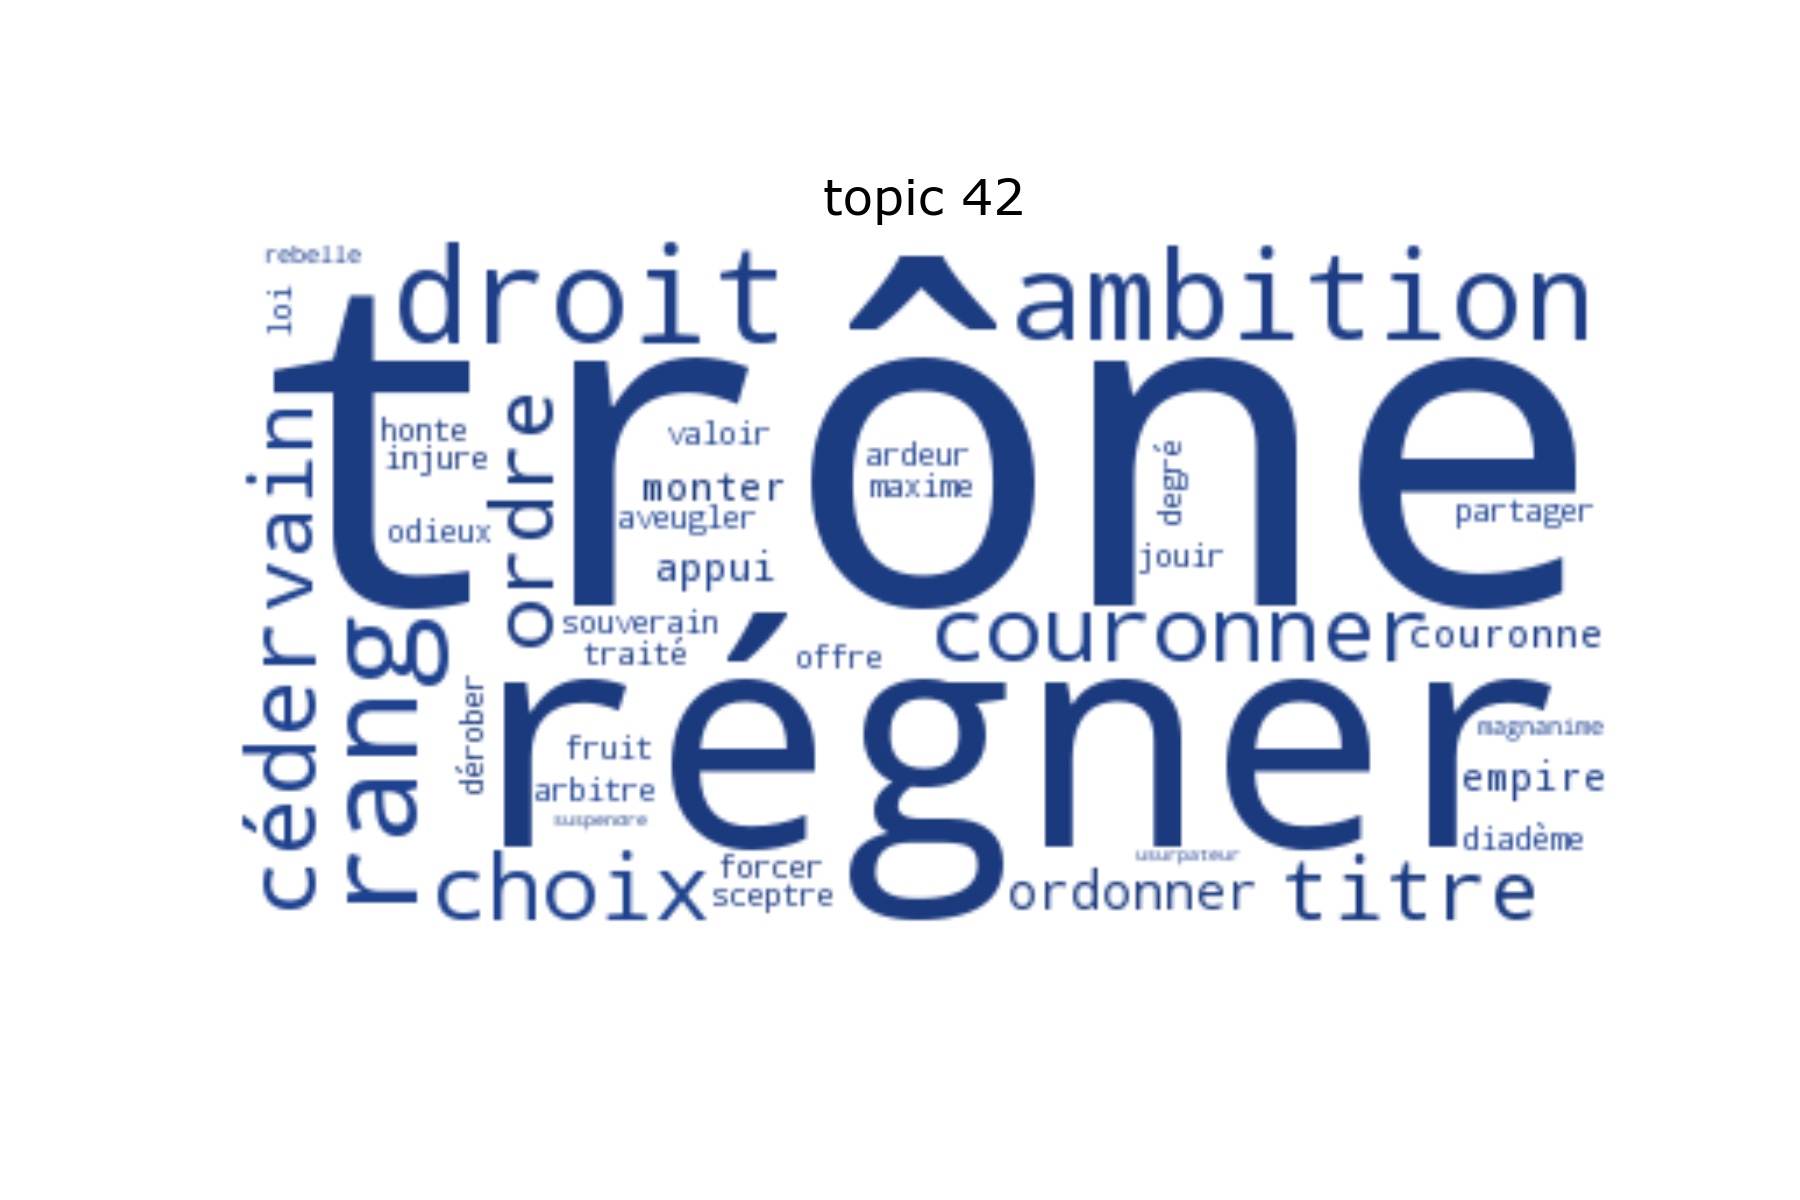 topic 42
rebelle
droit
ambition
loi
trône
vain
honte
injure
odieux
ordre
valoir
monter
aveugler
appui
ardeur
maxime
degré
jouir
partager
souverain
traité
offre
couronner
couronne
céder
rang
dérober
régner
fruit
arbitre
suspendre
magnanime
empire
diadème
choix
forcer
sceptre
usurpateur
ordonner
titre